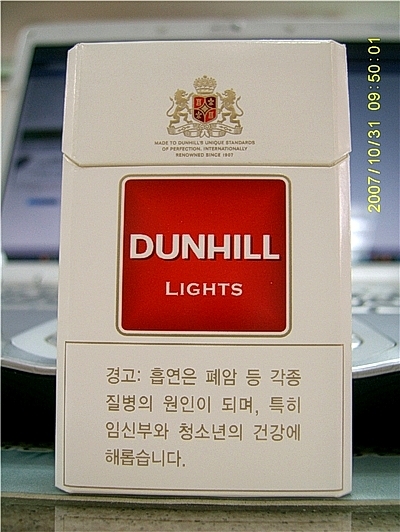 MADE TO DUNHILL'S UNIQUE STANDARDS
OF PERFECTION. INTERNATIONALLY
RENOWNED SINCE 1907
DUNHILL
LIGHTS
경고: 흡연은 폐암 등 각종
질병의 원인이 되며, 특히
임신부와 청소년의 건강에
해롭습니다.
2007/10/31 09:50:01